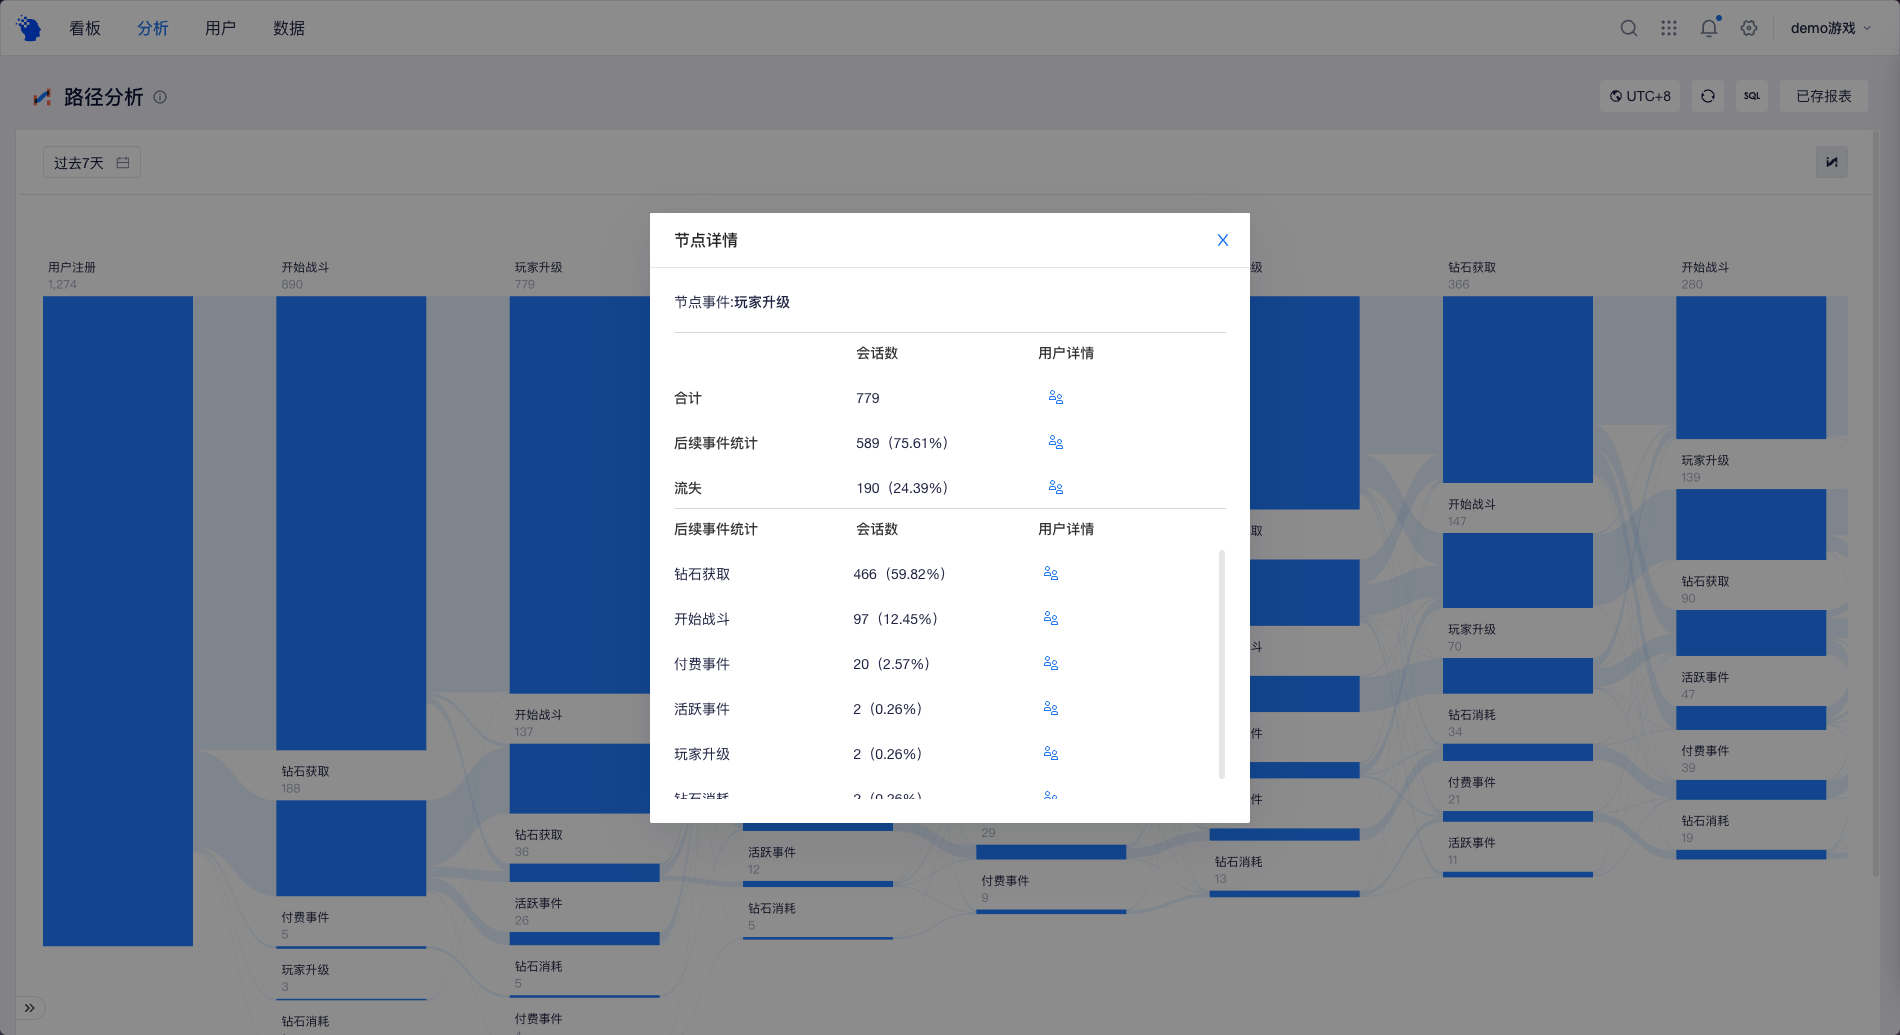 看板 分析 用户 数据 demo游戏
路径分析 UTC+8 SQL 已存报表
过去7天
用户注册
1,274
开始战斗
890
玩家升级
779
级
钻石获取
366
开始战斗
280
节点详情
X
节点事件:玩家升级
会话数 用户详情
合计 779
后续事件统计 589（75.61%）
流失 190（24.39%）
后续事件统计 会话数 用户详情
钻石获取 466（59.82%）
开始战斗 97（12.45%）
付费事件 20（2.57%）
活跃事件 2（0.26%）
玩家升级 2（0.26%）
钻石消耗 2（0.26%）
钻石获取
188
付费事件
5
玩家升级
3
钻石消耗
开始战斗
137
钻石获取
36
活跃事件
26
钻石消耗
5
付费事件
活跃事件
12
钻石消耗
5
29
付费事件
9
取
斗
件
件
钻石消耗
13
开始战斗
147
玩家升级
70
钻石消耗
34
付费事件
21
活跃事件
11
玩家升级
139
钻石获取
90
活跃事件
47
付费事件
39
钻石消耗
19